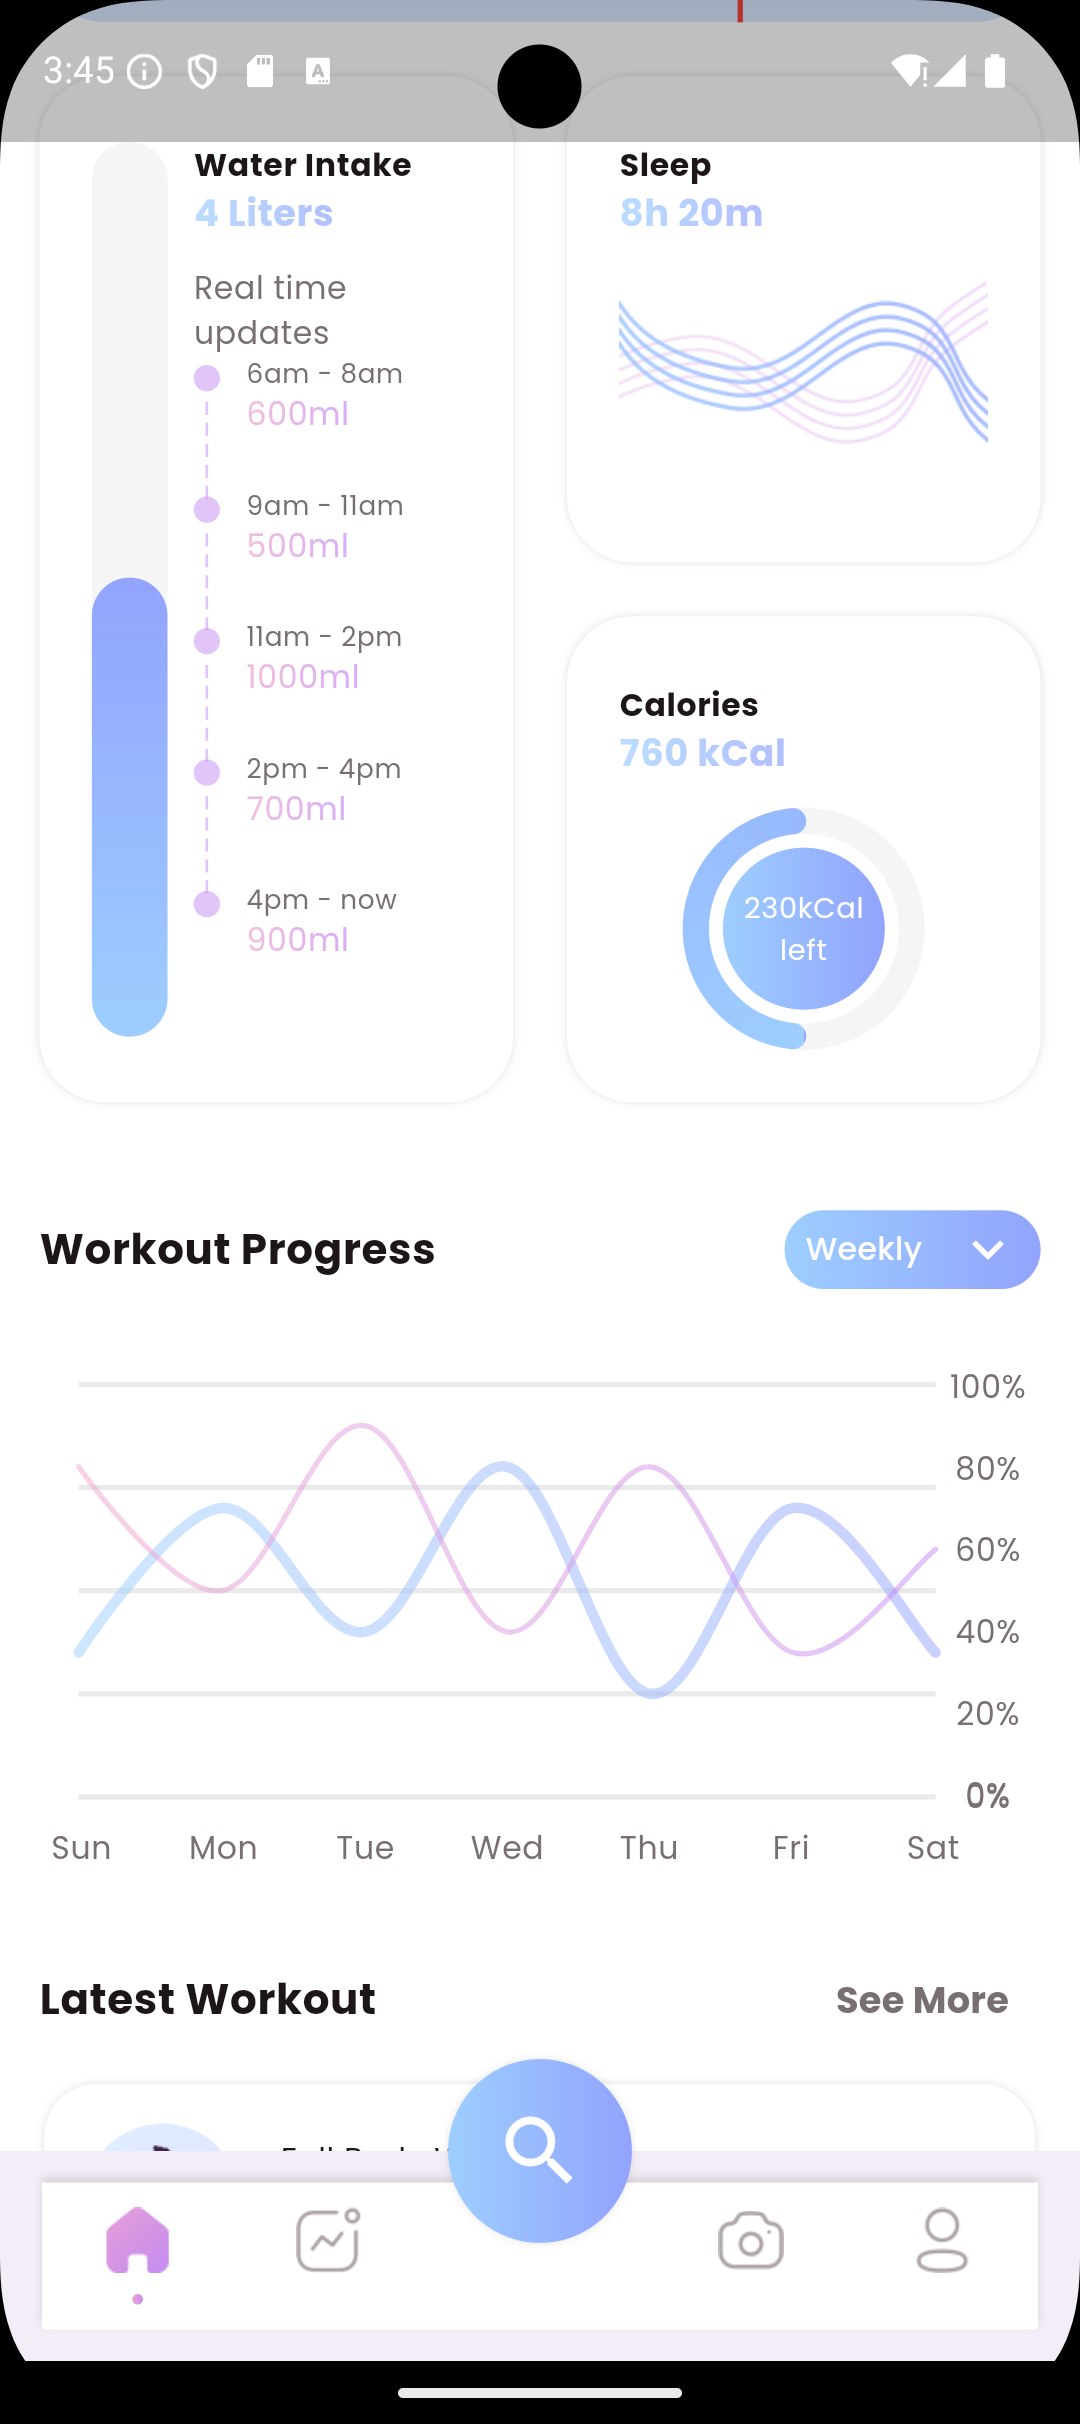 3:45
Water Intake
4 Liters
Real time
updates
6am - 8am
600ml
9am - 11am
500ml
11am - 2pm
1000ml
2pm - 4pm
700ml
4pm - now
900ml
Sleep
8h 20m
Calories
760 kCal
230kCal
left
Workout Progress
Weekly
100%
80%
60%
40%
20%
0%
Sun Mon Tue Wed Thu Fri Sat
Latest Workout
See More